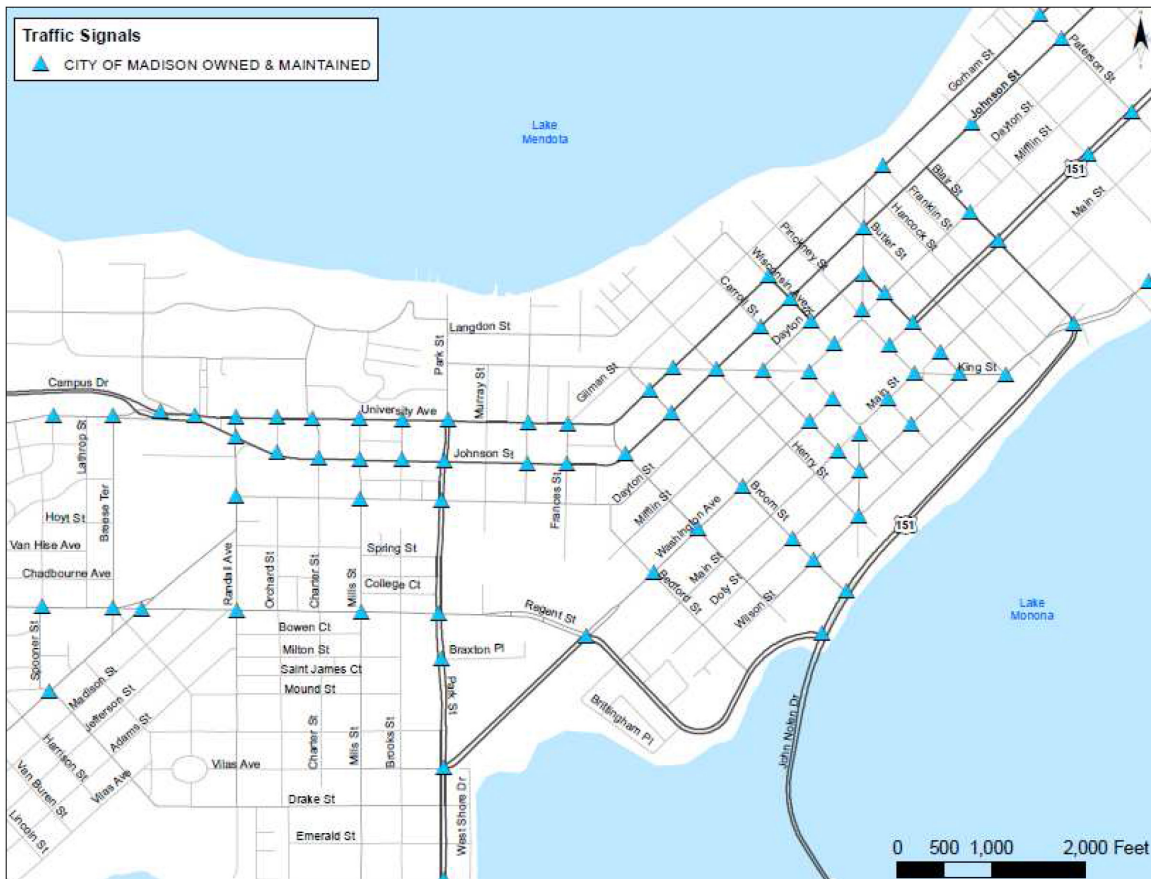 Traffic Signals
CITY OF MADISON OWNED & MAINTAINED
Lake
Mendota
Gorham St
Paterson St
Johnson St
Dayton St
Mifflin St
151
Main St
Blair St
Franklin St
Hancock St
Butler St
Pinckney St
Wisconsin Ave
Carroll St
Dayton
Langdon St
Park St
Murray St
Gilman St
King St
Main St
Campus Dr
University Ave
Johnson St
Lathrop St
Breese Ter
Frances St
Dayton St
Mifflin St
Henry St
Broom St
Washington Ave
151
Hoyt St
Van Hise Ave
Chadbourne Ave
Randall Ave
Orchard St
Charter St
Mills St
Spring St
College Ct
Main St
Doty St
Bedford St
Wilson St
Regent St
Lake
Monona
Bowen Ct
Milton St
Saint James Ct
Mound St
Braxton Pl
Spooner St
Madison St
Jefferson St
Adams St
Harrison St
Van Buren St
Vilas Ave
Lincoln St
Park St
Charter St
Mills St
Brooks St
Brittingham Pl
John Nolen Dr
Vilas Ave
Drake St
Emerald St
West Shore Dr
0 500 1,000 2,000 Feet